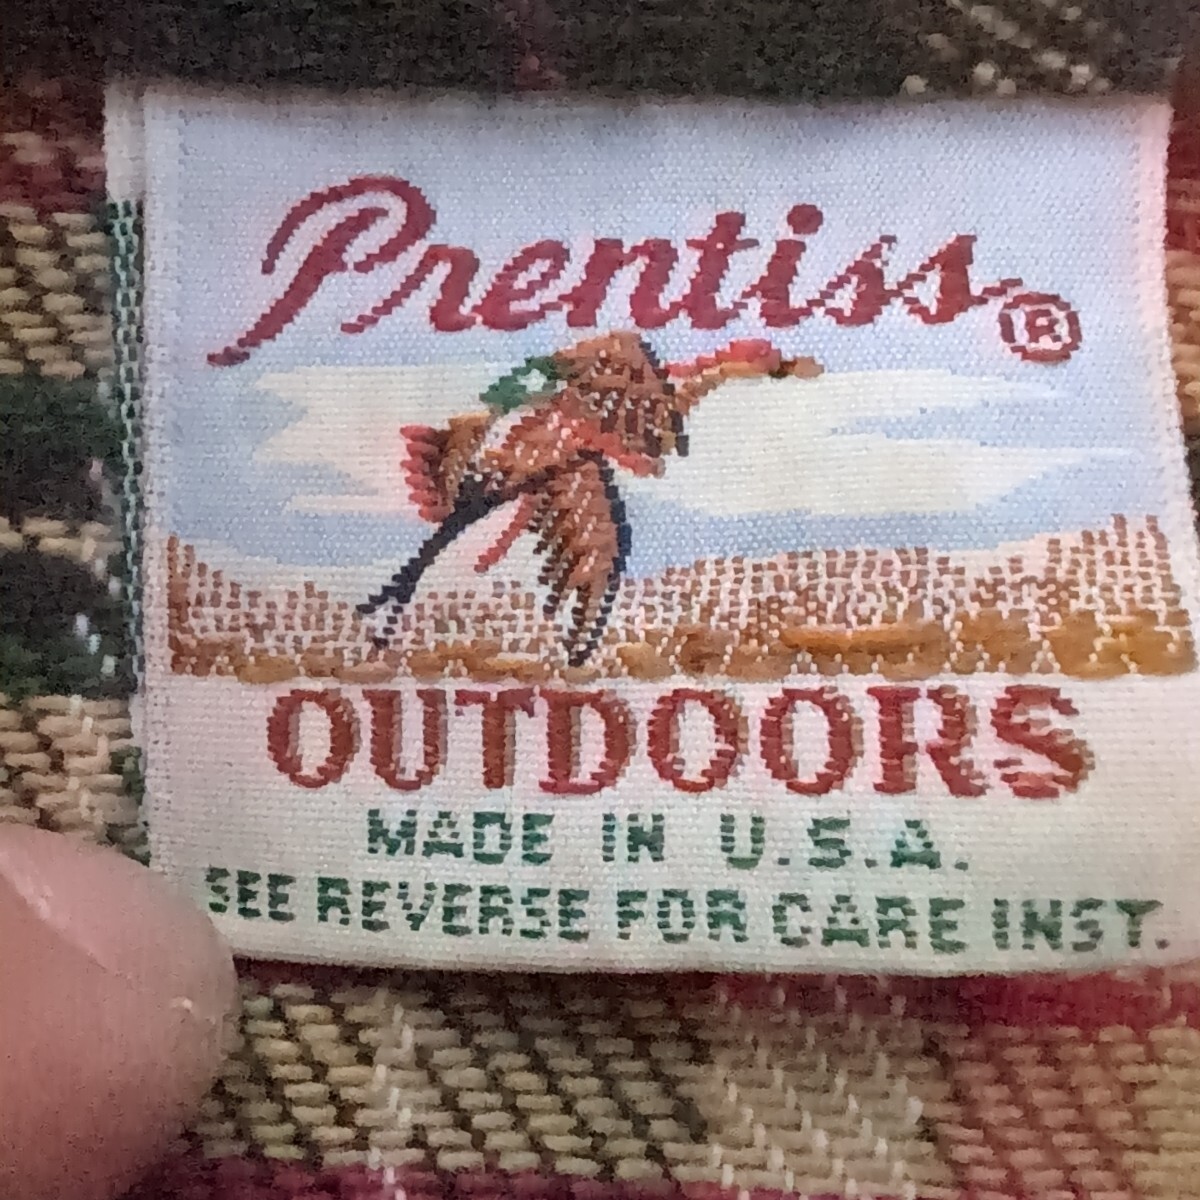 Prentiss®
OUTDOORS
MADE IN U.S.A.
SEE REVERSE FOR CARE INST.